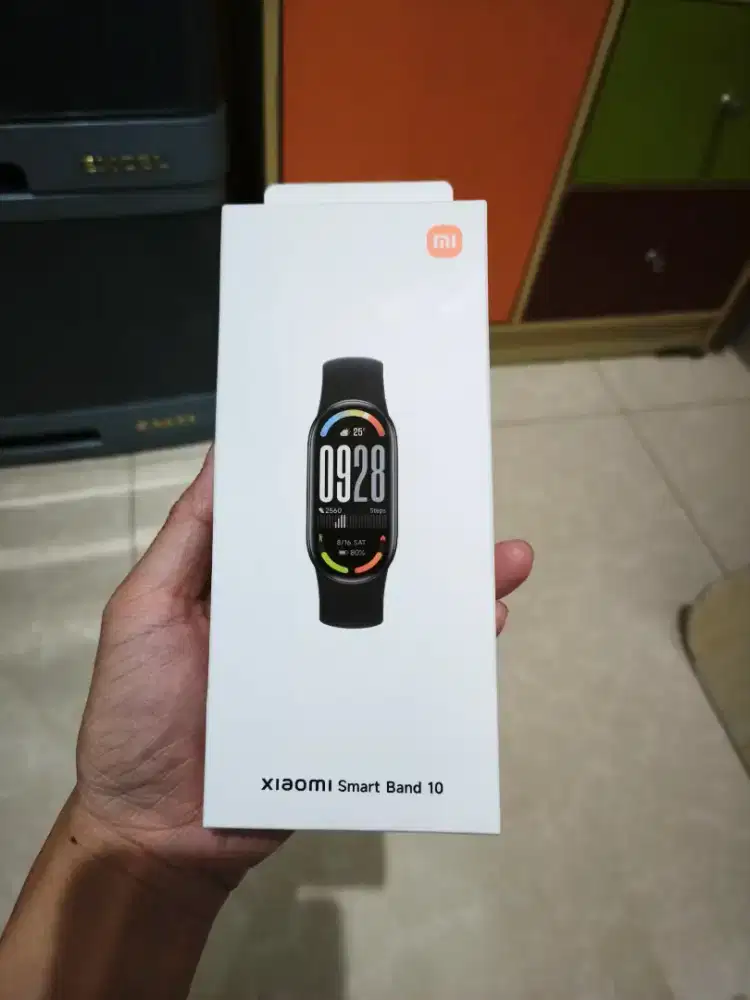 mi
25°
0928
2560 Steps
8/16 SAT
80%
xiaomi Smart Band 10